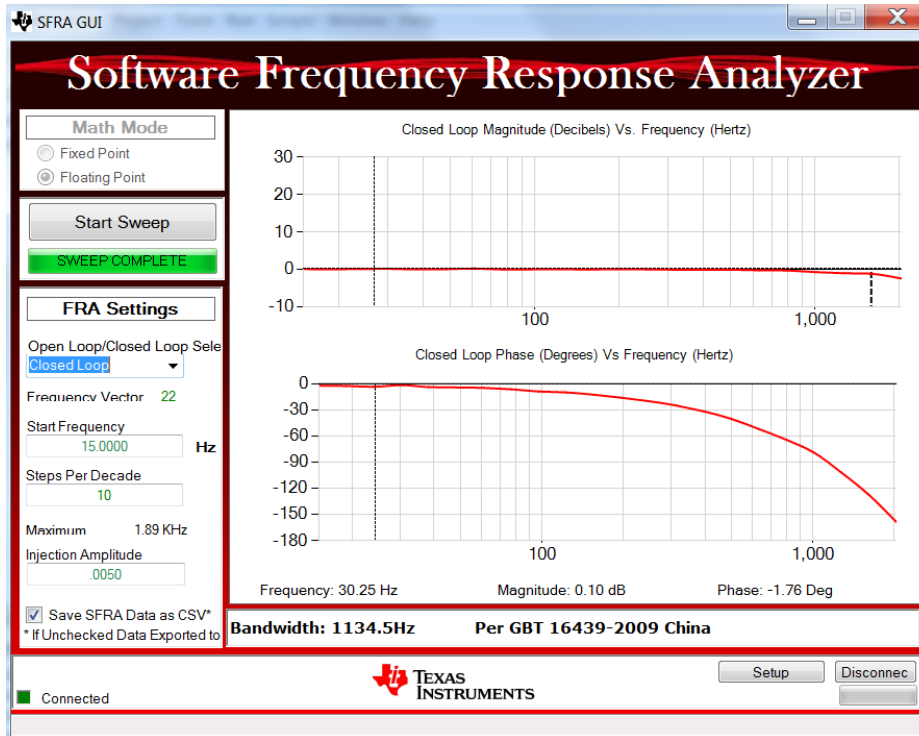 SFRA GUI
Software Frequency Response Analyzer
Math Mode
Fixed Point
Floating Point
Start Sweep
SWEEP COMPLETE
FRA Settings
Open Loop/Closed Loop Sele
Closed Loop
Frequency Vector 22
Start Frequency
15.0000 Hz
Steps Per Decade
10
Maximum 1.89 KHz
Injection Amplitude
.0050
Save SFRA Data as CSV*
* If Unchecked Data Exported to
Closed Loop Magnitude (Decibels) Vs. Frequency (Hertz)
30
20
10
0
-10
100 1,000
Closed Loop Phase (Degrees) Vs Frequency (Hertz)
0
-30
-60
-90
-120
-150
-180
100 1,000
Frequency: 30.25 Hz Magnitude: 0.10 dB Phase: -1.76 Deg
Bandwidth: 1134.5Hz Per GBT 16439-2009 China
Connected
TEXAS
INSTRUMENTS
Setup Disconnec